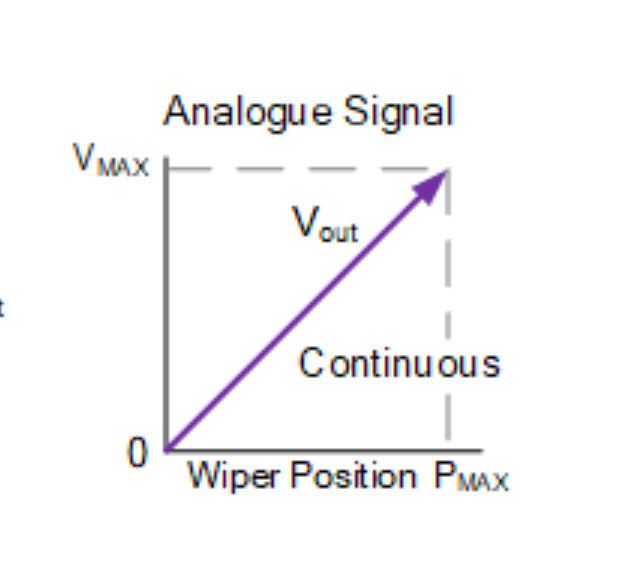 Analogue Signal
VMAX
Vout
t
Continuous
0
Wiper Position PMAX